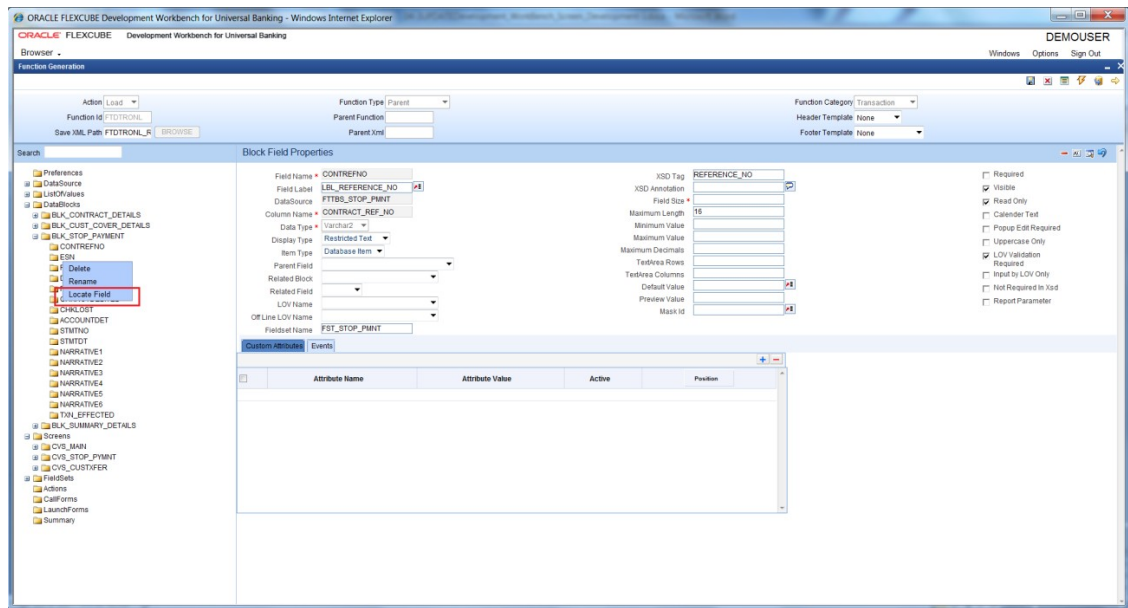 ORACLE FLEXCUBE Development Workbench for Universal Banking - Windows Internet Explorer
ORACLE FLEXCUBE Development Workbench for Universal Banking
DEMOUSER
Browser
Windows Options Sign Out
Function Generation
Action Load
Function Type Parent
Function Category Transaction
Function Id FTDTRONL
Parent Function
Header Template None
Save XML Path FTDTRONL_R BROWSE
Parent Xml
Footer Template None
Search
Block Field Properties
Preferences
DataSource
ListOfValues
DataBlocks
BLK_CONTRACT_DETAILS
BLK_CUST_COVER_DETAILS
BLK_STOP_PAYMENT
CONTREFNO
ESN
Delete
Rename
Locate Field
CHKLOST
ACCOUNTDET
STMTNO
STMTDT
NARRATIVE1
NARRATIVE2
NARRATIVE3
NARRATIVE4
NARRATIVE5
NARRATIVE6
TXN_EFFECTED
BLK_SUMMARY_DETAILS
Screens
CVS_MAIN
CVS_STOP_PYMNT
CVS_CUSTXFER
FieldSets
Actions
CallForms
LaunchForms
Summary
Field Name * CONTREFNO
Field Label LBL_REFERENCE_NO
DataSource FTTBS_STOP_PMNT
Column Name * CONTRACT_REF_NO
Data Type * Varchar2
Display Type Restricted Text
Item Type Database Item
Parent Field
Related Block
Related Field
LOV Name
Off Line LOV Name
Fieldset Name FST_STOP_PMNT
XSD Tag REFERENCE_NO
XSD Annotation
Field Size *
Maximum Length 16
Minimum Value
Maximum Value
Maximum Decimals
TextArea Rows
TextArea Columns
Default Value
Preview Value
Mask Id
Required
Visible
Read Only
Calender Text
Popup Edit Required
Uppercase Only
LOV Validation
Required
Input by LOV Only
Not Required In Xsd
Report Parameter
Custom Attributes Events
Attribute Name Attribute Value Active Position